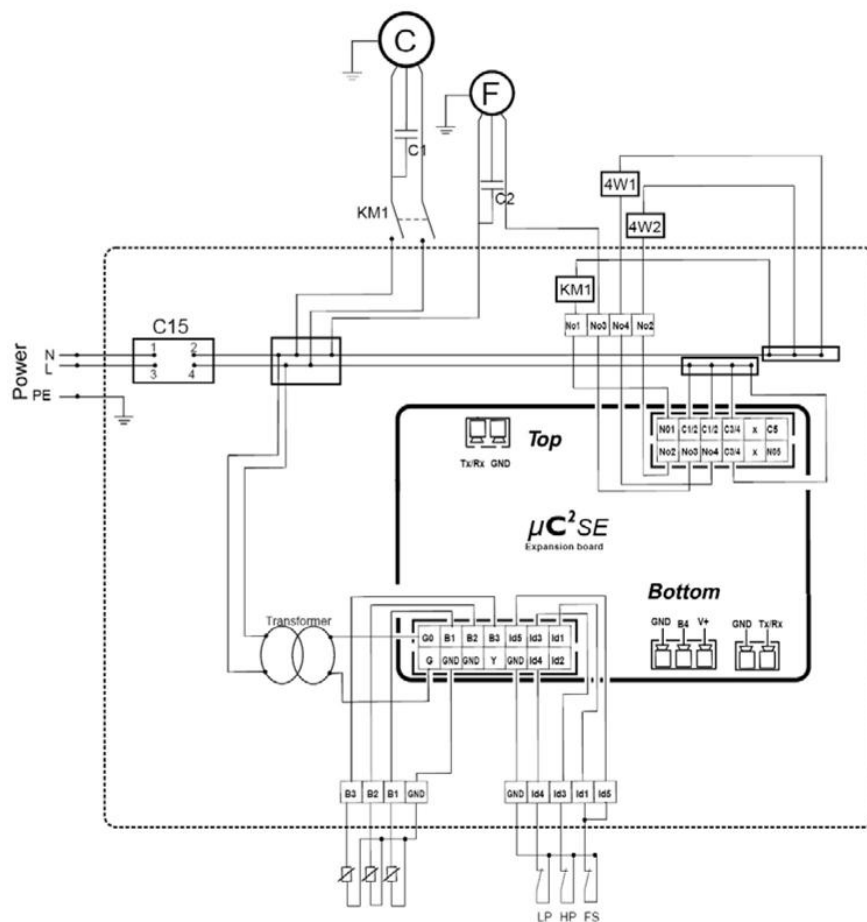 C
F
C1
C2
KM1
4W1
4W2
KM1
No1 No3 No4 No2
C15
1 2
3 4
Power
N
L
PE
Top
Tx/Rx GND
N01 C1/2 C1/2 C3/4 x C5
No2 No3 No4 C3/4 x N05
µC²SE
Expansion board
Bottom
GND B4 V+
GND Tx/Rx
Transformer
G0 B1 B2 B3 Id5 Id3 Id1
G GND GND Y GND Id4 Id2
B3 B2 B1 GND
GND Id4 Id3 Id1 Id5
LP HP FS